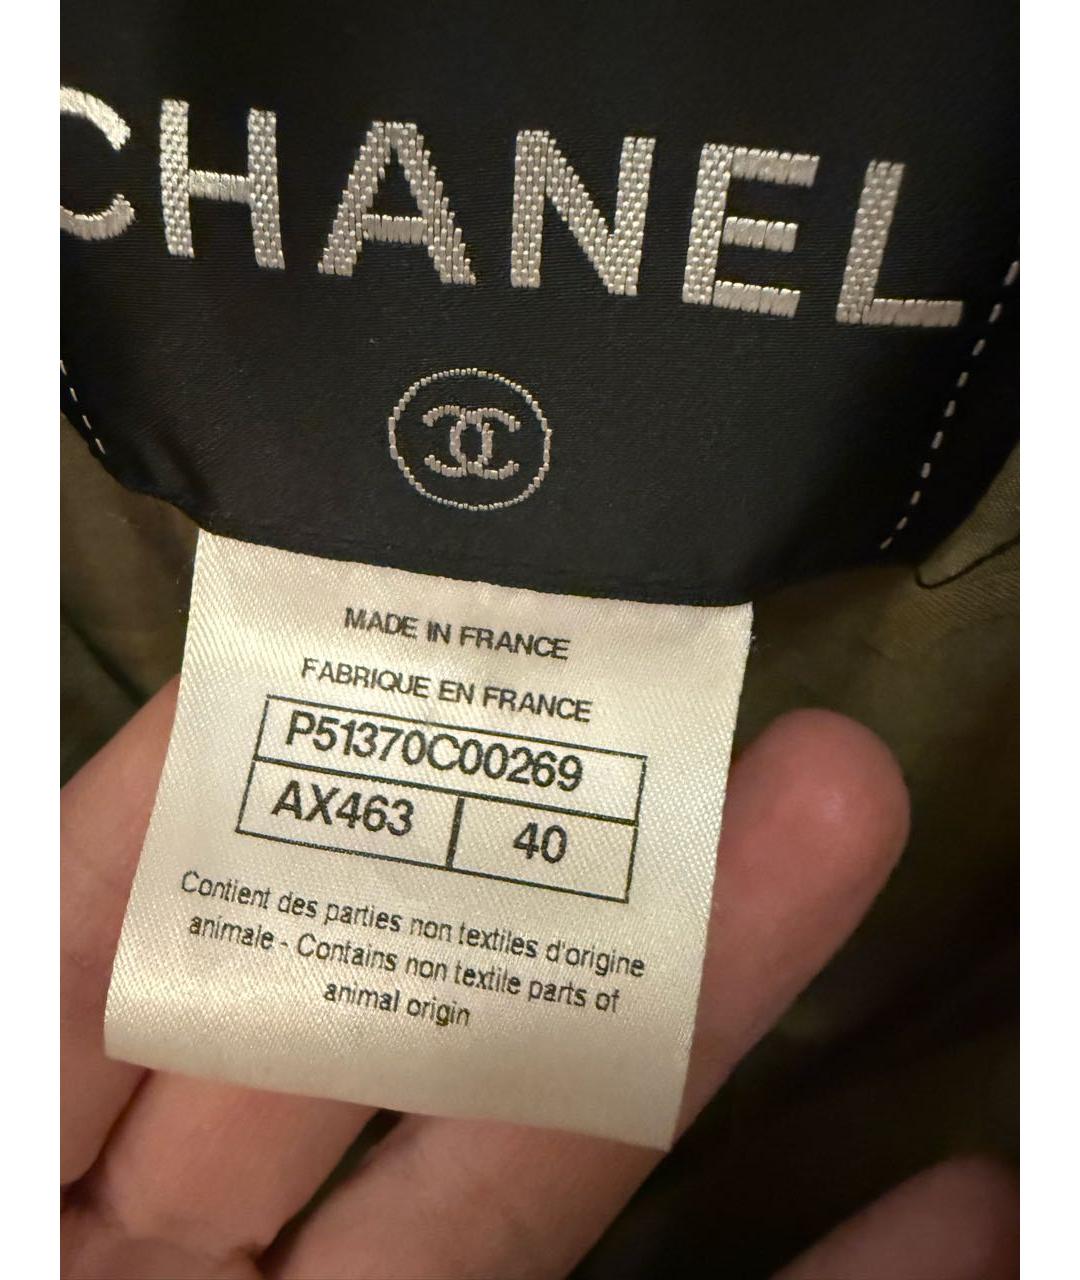 CHANEL
MADE IN FRANCE
FABRIQUE EN FRANCE
P51370C00269
AX463 40
Contient des parties non textiles d'origine
animale - Contains non textile parts of
animal origin